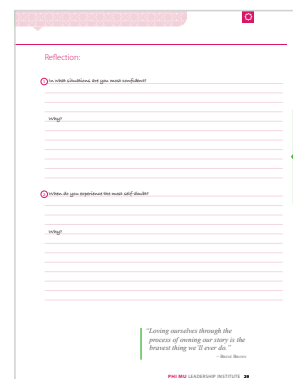 Reflection:
1 In what situations are you most confident?
Why?
2 When do you experience the most self-doubt?
Why?
"Loving ourselves through the
process of owning our story is the
bravest thing we'll ever do."
—Brené Brown
PHI MU LEADERSHIP INSTITUTE 26